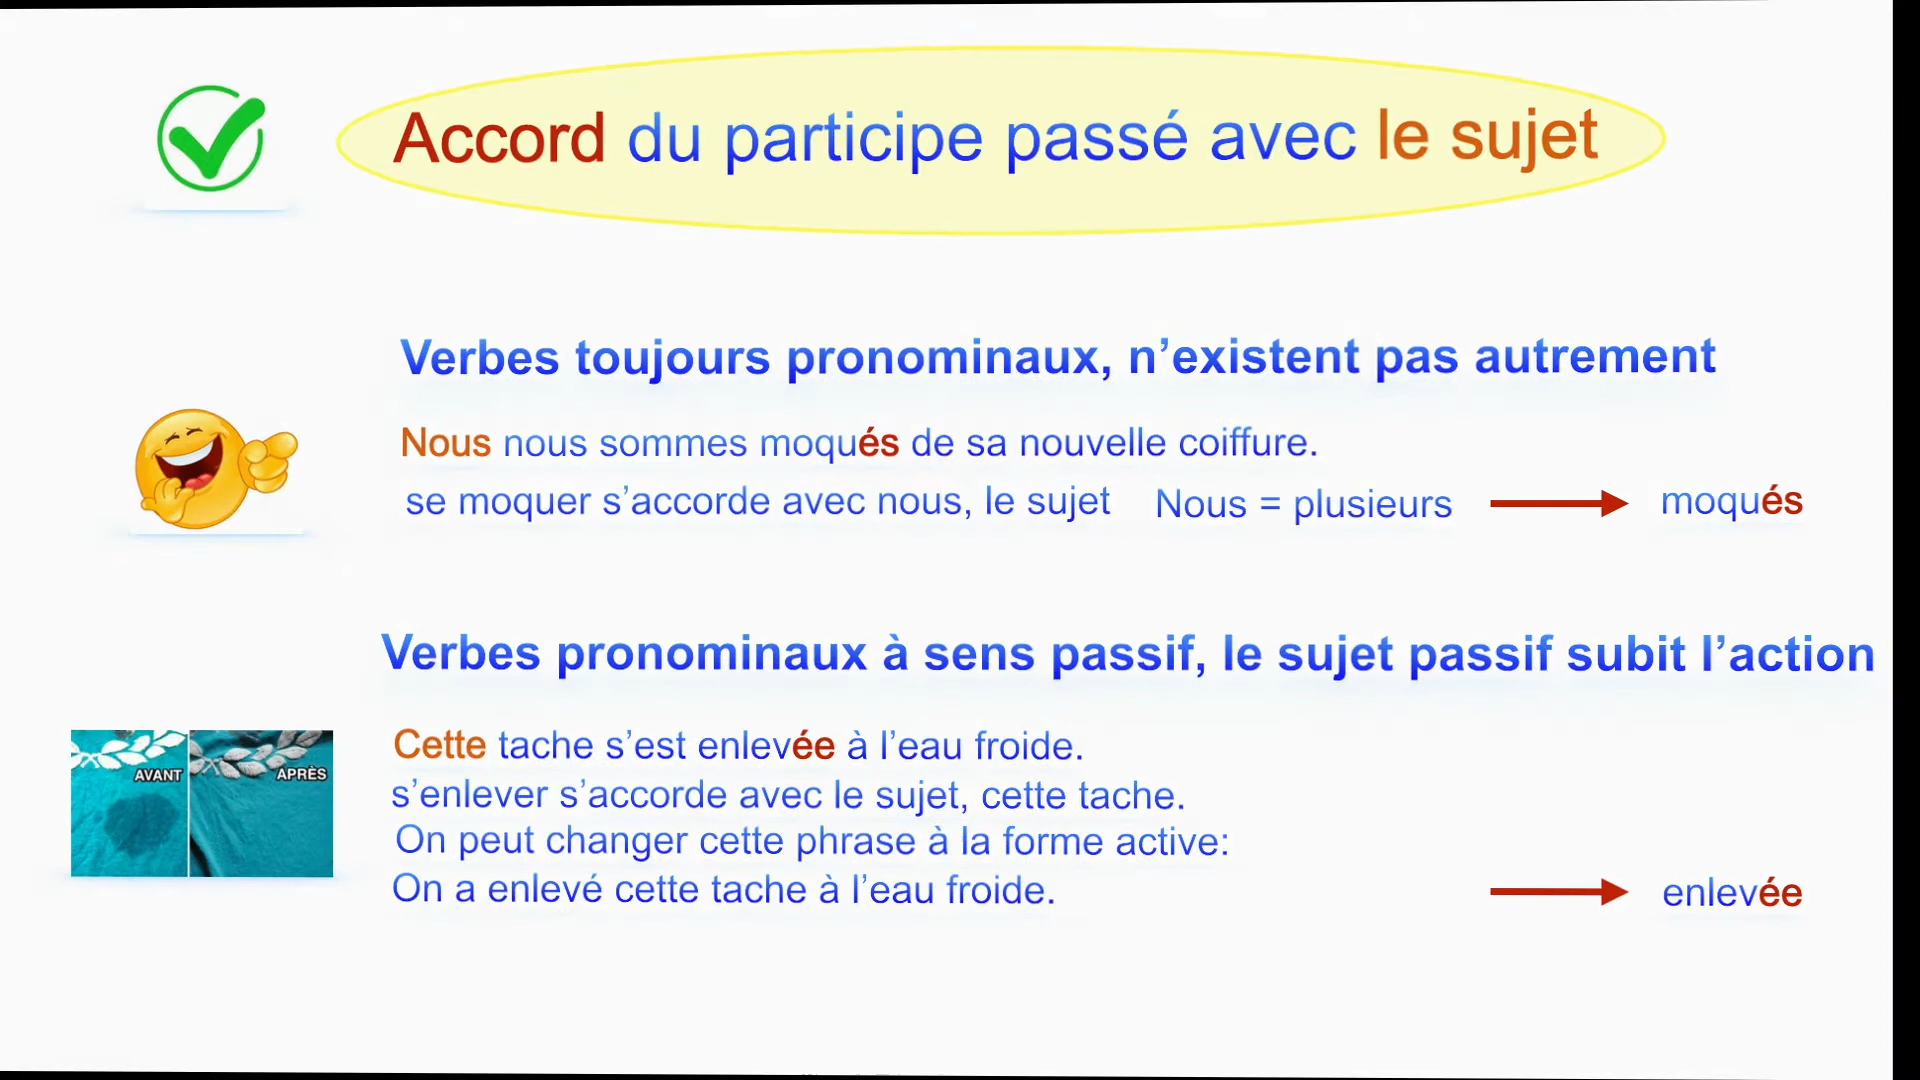 Accord du participe passé avec le sujet
Verbes toujours pronominaux, n’existent pas autrement
Nous nous sommes moqués de sa nouvelle coiffure.
se moquer s’accorde avec nous, le sujet Nous = plusieurs moqués
Verbes pronominaux à sens passif, le sujet passif subit l’action
Cette tache s’est enlevée à l’eau froide.
AVANT APRÈS
s’enlever s’accorde avec le sujet, cette tache.
On peut changer cette phrase à la forme active:
On a enlevé cette tache à l’eau froide. enlevée